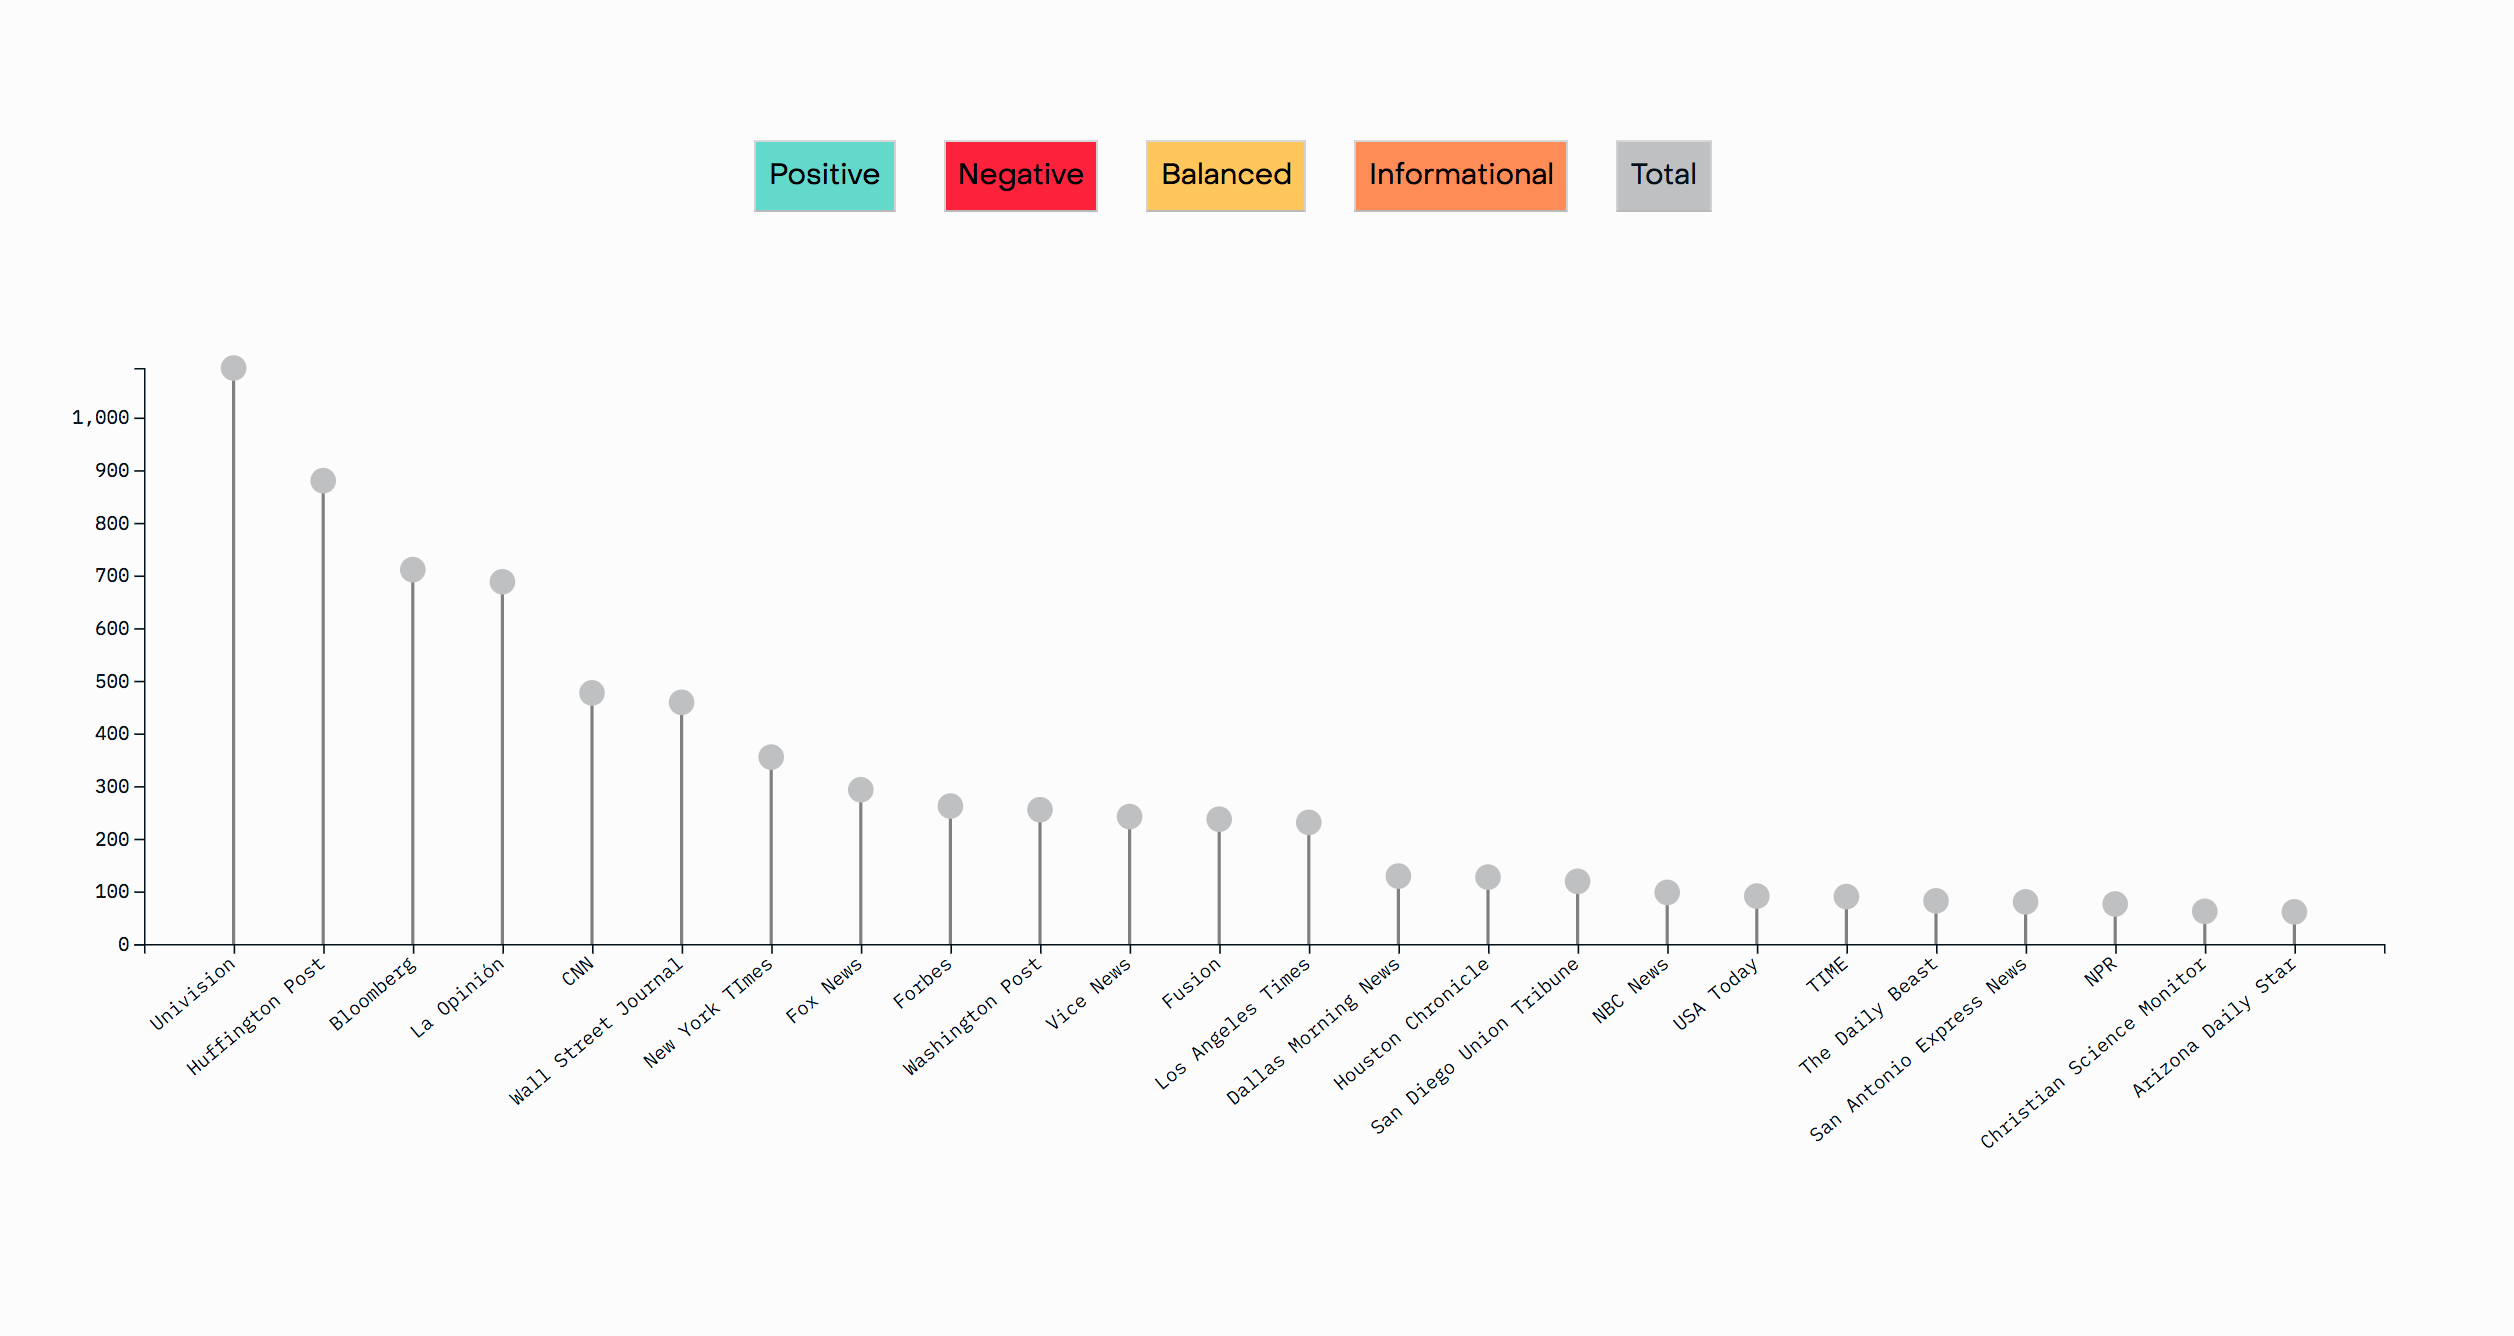 Positive Negative Balanced Informational Total
1,000
900
800
700
600
500
400
300
200
100
0
Univision
Huffington Post
Bloomberg
La Opinión
CNN
Wall Street Journal
New York TImes
Fox News
Forbes
Washington Post
Vice News
Fusion
Los Angeles Times
Dallas Morning News
Houston Chronicle
San Diego Union Tribune
NBC News
USA Today
TIME
The Daily Beast
San Antonio Express News
NPR
Christian Science Monitor
Arizona Daily Star